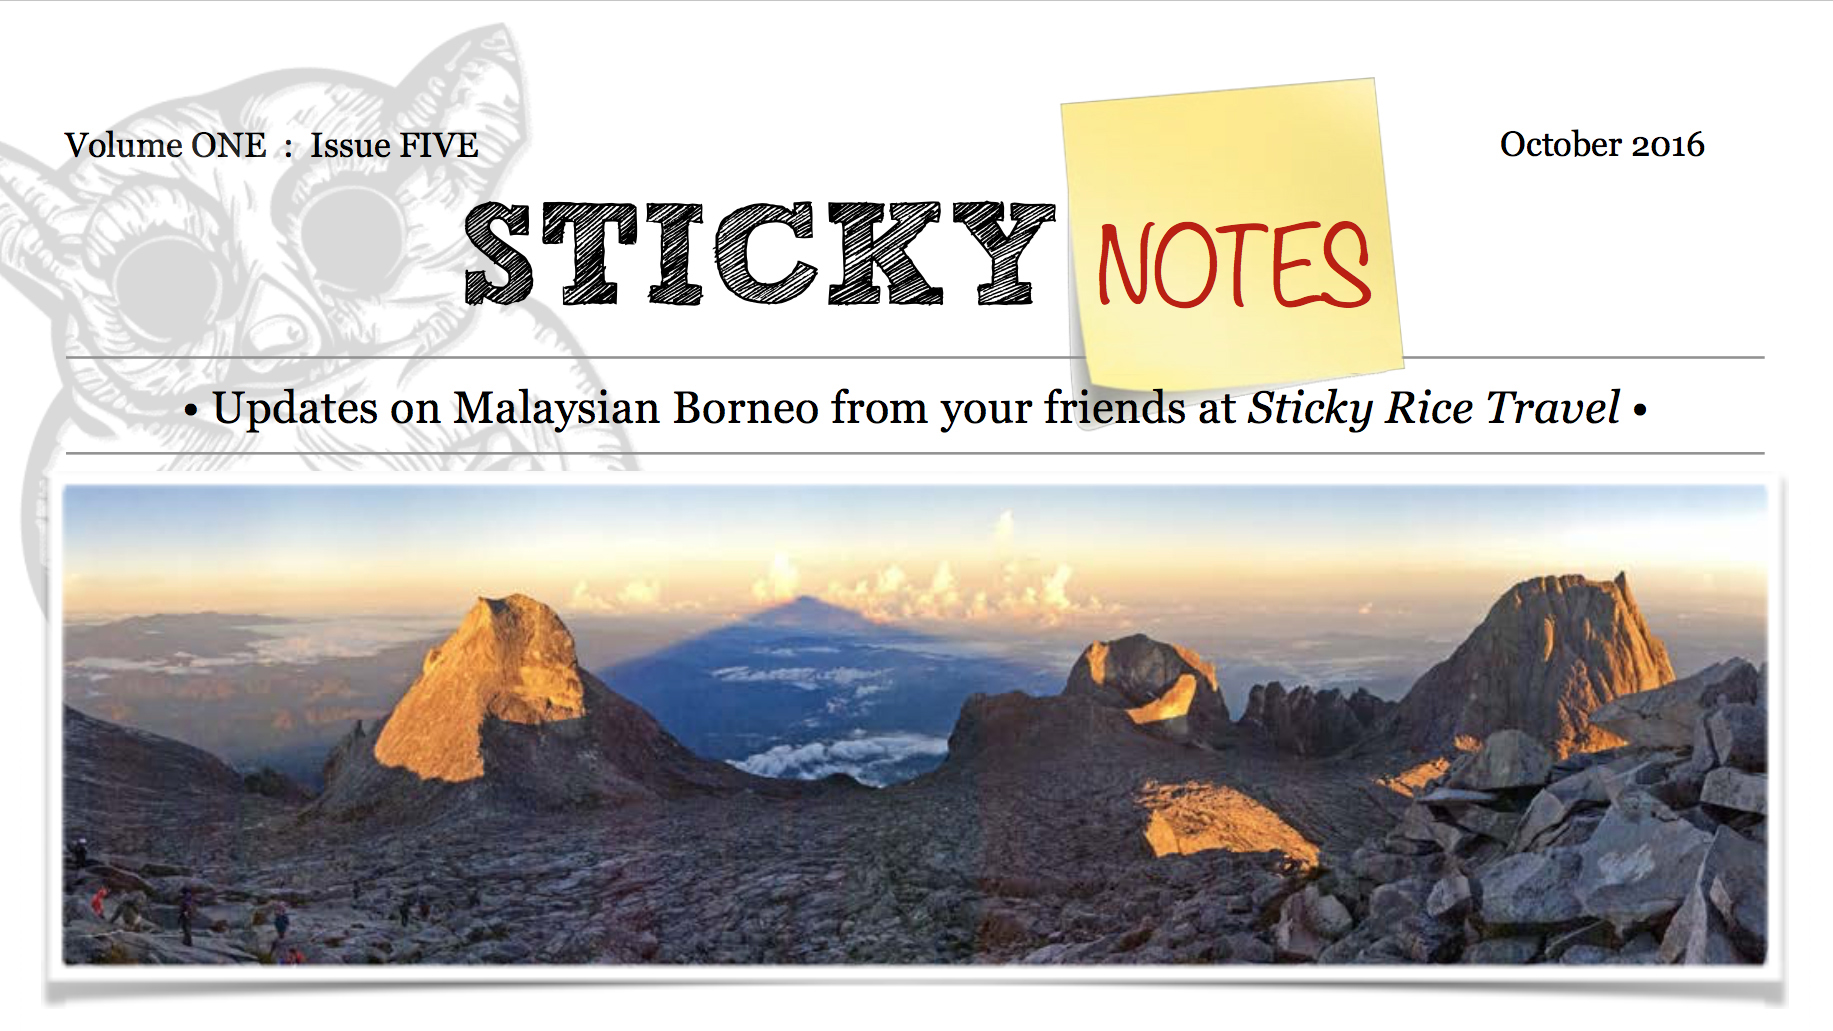 Volume ONE : Issue FIVE
October 2016
STICKY NOTES
• Updates on Malaysian Borneo from your friends at Sticky Rice Travel •